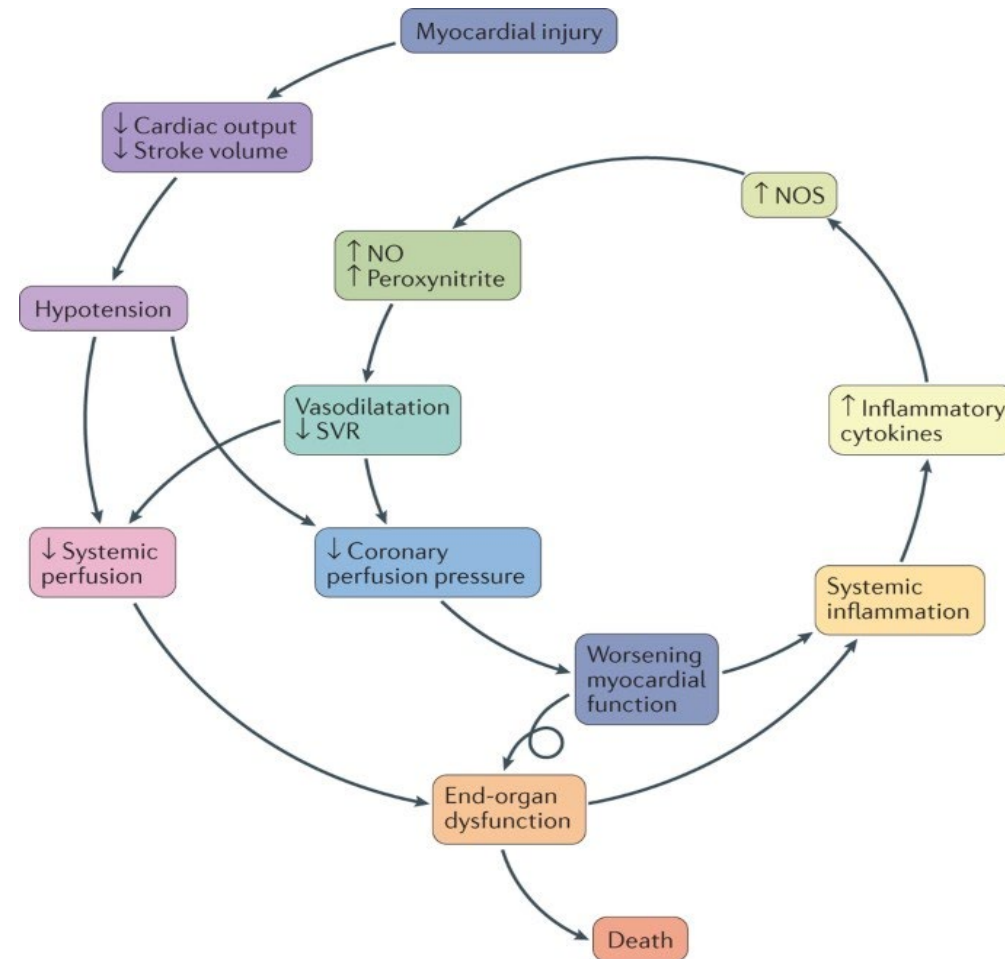 Myocardial injury
↓ Cardiac output
↓ Stroke volume
↑ NOS
↑ NO
↑ Peroxynitrite
Hypotension
Vasodilatation
↓ SVR
↑ Inflammatory
cytokines
↓ Systemic
perfusion
↓ Coronary
perfusion pressure
Systemic
inflammation
Worsening
myocardial
function
End-organ
dysfunction
Death